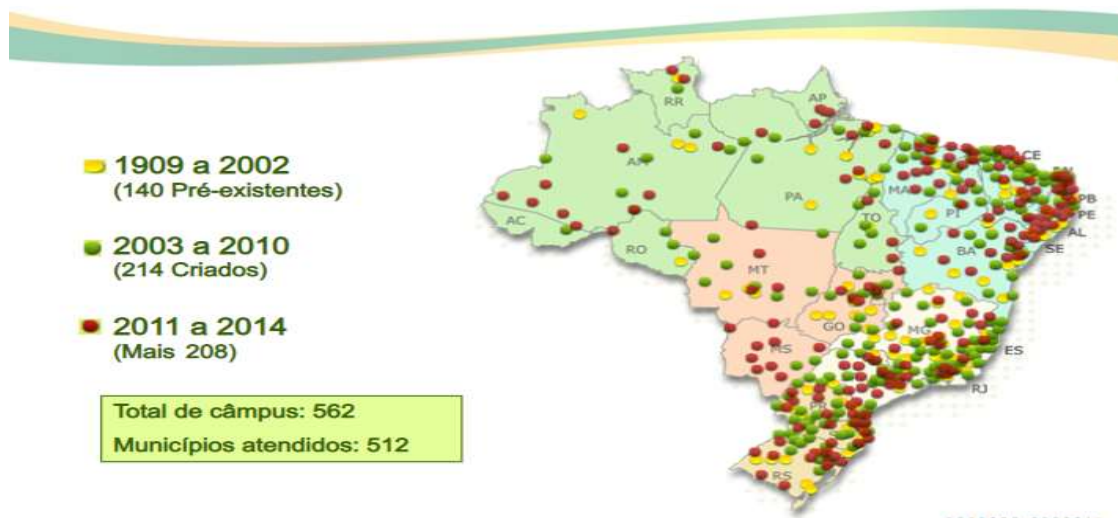 1909 a 2002
(140 Pré-existentes)
2003 a 2010
(214 Criados)
2011 a 2014
(Mais 208)
Total de câmpus: 562
Municípios atendidos: 512
RR
AP
AM
PA
MA
CE
PB
PE
AL
SE
PI
TO
BA
AC
RO
MT
GO
MG
ES
MS
RJ
PR
RS